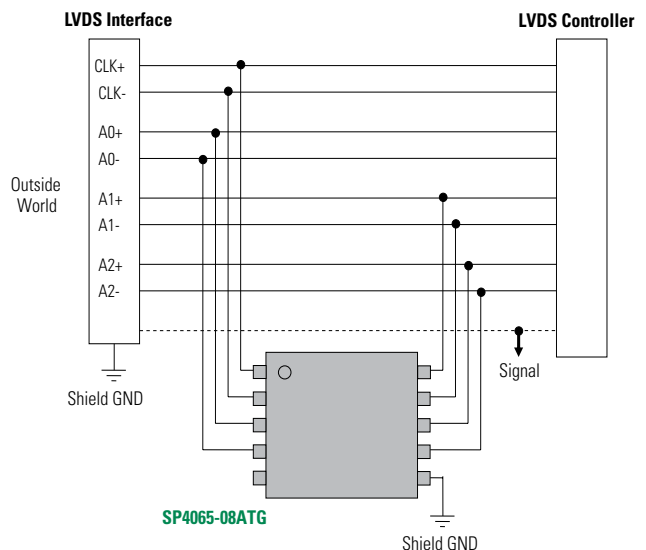 LVDS Interface
LVDS Controller
CLK+
CLK-
A0+
A0-
Outside
World
A1+
A1-
A2+
A2-
Signal
Shield GND
SP4065-08ATG
Shield GND